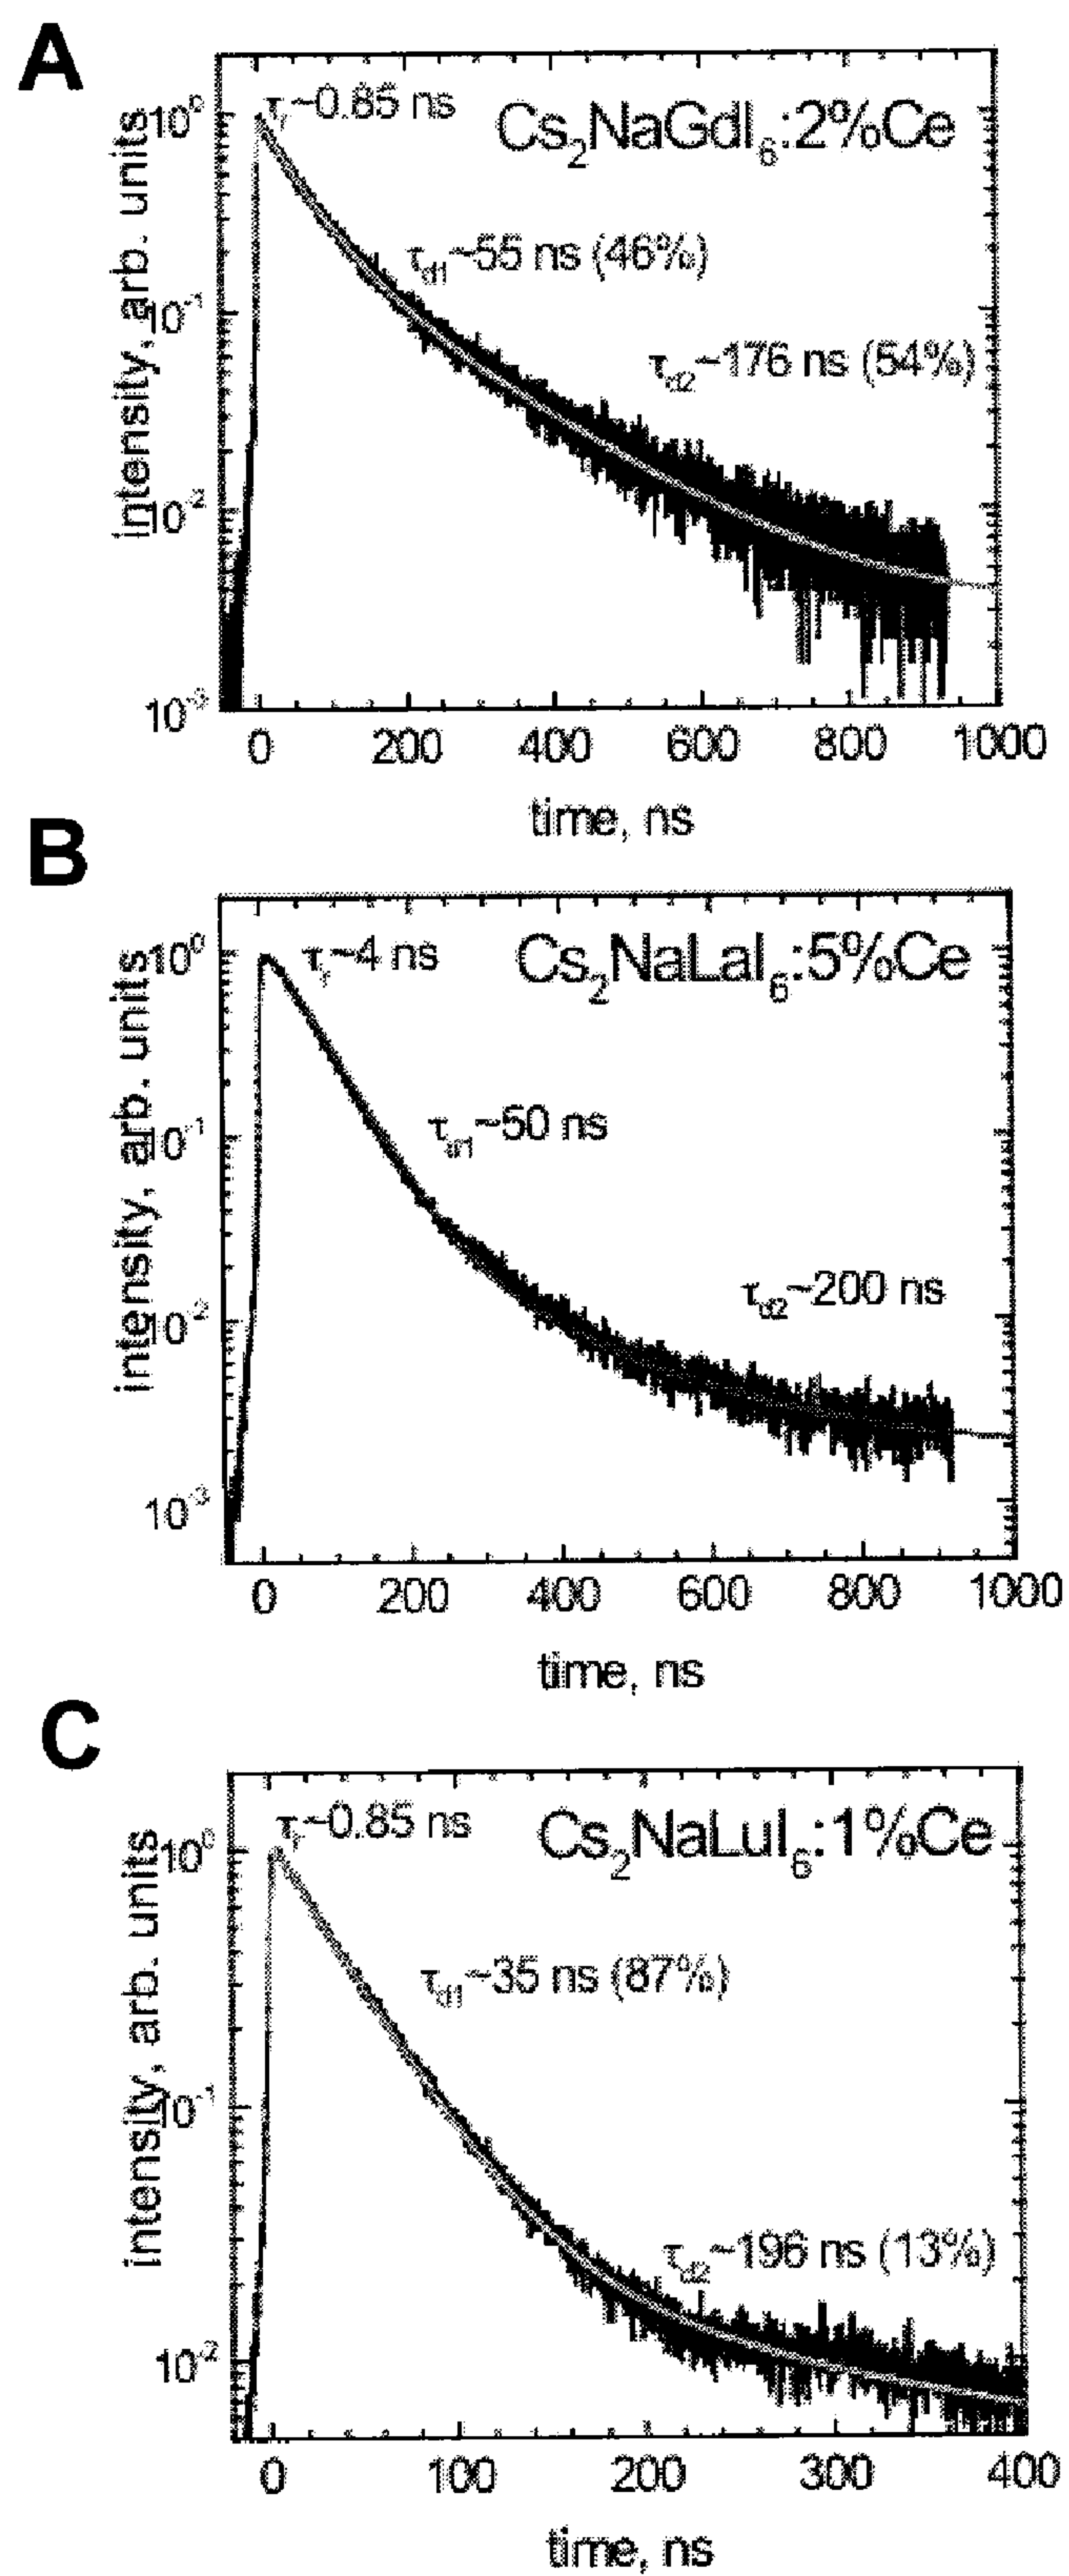 A
τr~0.85 ns
Cs2NaGdI6:2%Ce
τd1~55 ns (46%)
τd2~176 ns (54%)
intensity, arb. units
10^0
10^-1
10^-2
10^-3
0 200 400 600 800 1000
time, ns
B
τr~4 ns
Cs2NaLaI6:5%Ce
τd1~50 ns
τd2~200 ns
intensity, arb. units
10^0
10^-1
10^-2
10^-3
0 200 400 600 800 1000
time, ns
C
τr~0.85 ns
Cs2NaLuI6:1%Ce
τd1~35 ns (87%)
τd2~196 ns (13%)
intensity, arb. units
10^0
10^-1
10^-2
0 100 200 300 400
time, ns